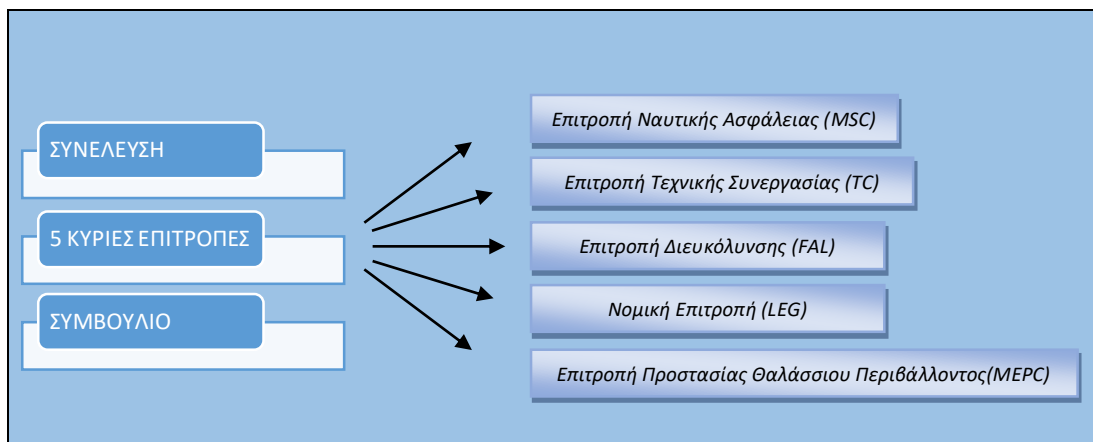 ΣΥΝΕΛΕΥΣΗ
5 ΚΥΡΙΕΣ ΕΠΙΤΡΟΠΕΣ
ΣΥΜΒΟΥΛΙΟ
Επιτροπή Ναυτικής Ασφάλειας (MSC)
Επιτροπή Τεχνικής Συνεργασίας (TC)
Επιτροπή Διευκόλυνσης (FAL)
Νομική Επιτροπή (LEG)
Επιτροπή Προστασίας Θαλάσσιου Περιβάλλοντος(MEPC)